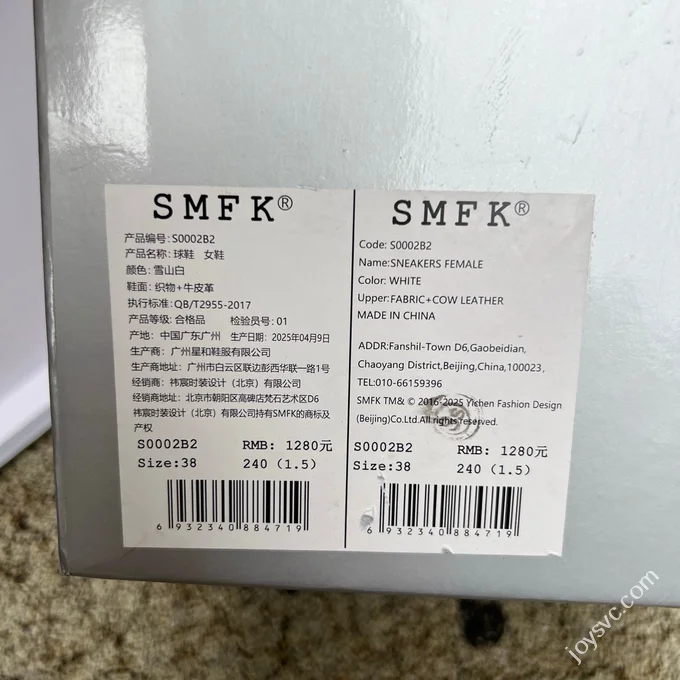 SMFK®
产品编号: S0002B2
产品名称: 球鞋 女鞋
颜色: 雪山白
鞋面: 织物+牛皮革
执行标准: QB/T2955-2017
产品等级: 合格品 检验员号: 01
产地: 中国广东广州 生产日期: 2025年04月9日
生产商: 广州星和鞋服有限公司
生产商地址: 广州市白云区联边彭西华联一路1号
经销商: 祎宸时装设计（北京）有限公司
经销商地址: 北京市朝阳区高碑店梵石艺术区D6
祎宸时装设计（北京）有限公司持有SMFK的商标及
产权
S0002B2 RMB: 1280元
Size:38 240 (1.5)
6 932340 884719
SMFK®
Code: S0002B2
Name:SNEAKERS FEMALE
Color: WHITE
Upper:FABRIC+COW LEATHER
MADE IN CHINA
ADDR:Fanshil-Town D6,Gaobeidian,
Chaoyang District,Beijing,China,100023,
TEL:010-66159396
SMFK TM& © 2016-2025 Yichen Fashion Design
(Beijing)Co.Ltd.All rights reserved.
S0002B2 RMB: 1280元
Size:38 240 (1.5)
6 932340 884719
joysvc.com